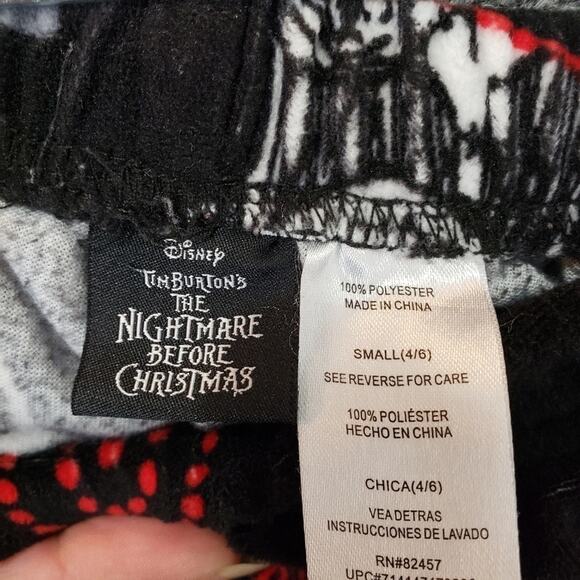 Disney
TIM BURTON'S
THE
NIGHTMARE
BEFORE
CHRISTMAS
100% POLYESTER
MADE IN CHINA
SMALL(4/6)
SEE REVERSE FOR CARE
100% POLIÉSTER
HECHO EN CHINA
CHICA(4/6)
VEA DETRAS
INSTRUCCIONES DE LAVADO
RN#82457